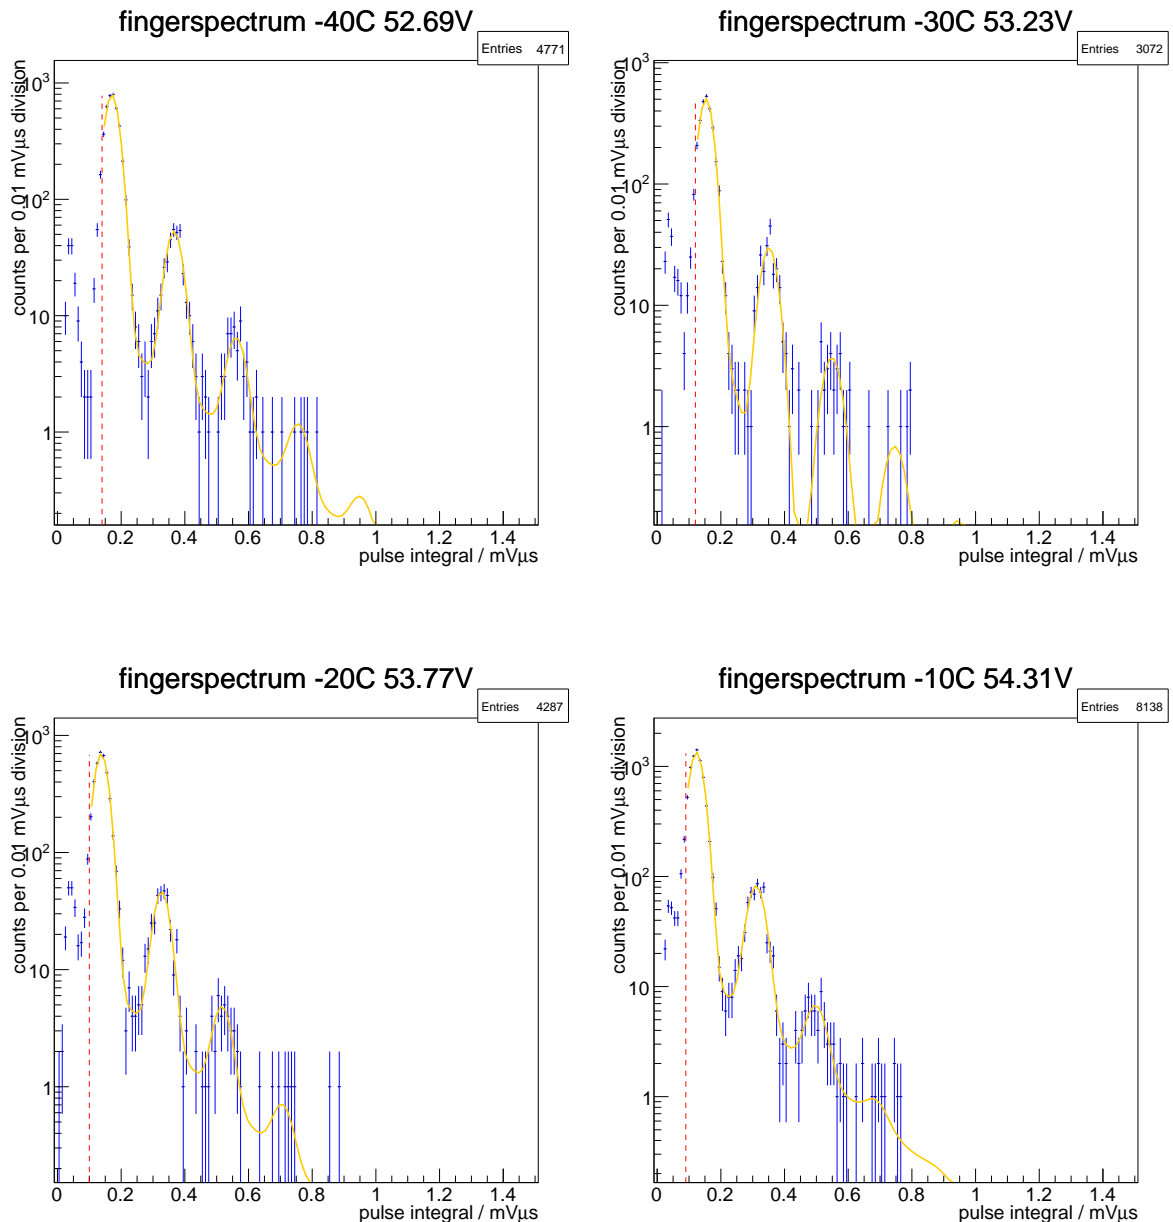 fingerspectrum -40C 52.69V
Entries 4771
counts per 0.01 mVμs division
10³
10²
10
1
0 0.2 0.4 0.6 0.8 1 1.2 1.4
pulse integral / mVμs
fingerspectrum -30C 53.23V
Entries 3072
counts per 0.01 mVμs division
10³
10²
10
1
0 0.2 0.4 0.6 0.8 1 1.2 1.4
pulse integral / mVμs
fingerspectrum -20C 53.77V
Entries 4287
counts per 0.01 mVμs division
10³
10²
10
1
0 0.2 0.4 0.6 0.8 1 1.2 1.4
pulse integral / mVμs
fingerspectrum -10C 54.31V
Entries 8138
counts per 0.01 mVμs division
10³
10²
10
1
0 0.2 0.4 0.6 0.8 1 1.2 1.4
pulse integral / mVμs